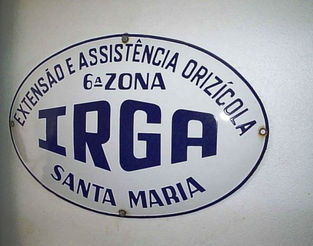 EXTENSÃO E ASSISTÊNCIA ORIZÍCOLA
6ª ZONA
IRGA
SANTA MARIA